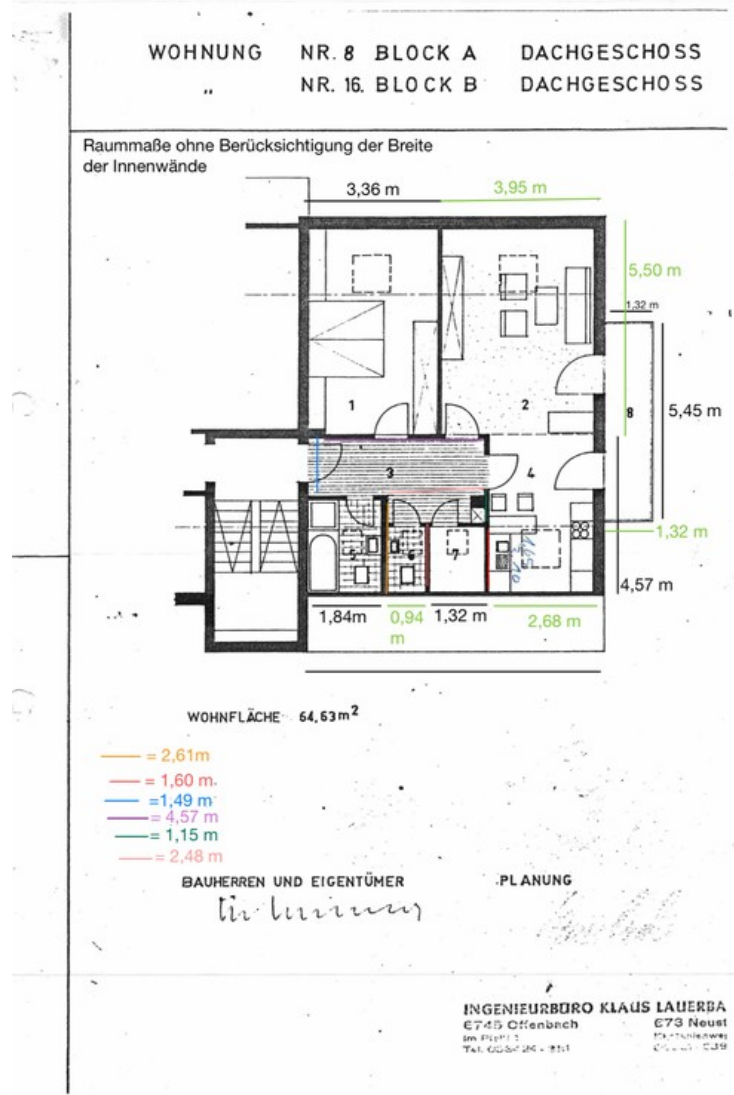 WOHNUNG NR. 8 BLOCK A DACHGESCHOSS
" NR. 16. BLOCK B DACHGESCHOSS
Raummaße ohne Berücksichtigung der Breite
der Innenwände
3,36 m 3,95 m
5,50 m
1,32 m
1 2 8 5,45 m
3 4
5 6 7
1,32 m
4,57 m
1,84m 0,94 m 1,32 m 2,68 m
WOHNFLÄCHE 64,63 m²
= 2,61m
= 1,60 m
=1,49 m
= 4,57 m
= 1,15 m
= 2,48 m
BAUHERREN UND EIGENTÜMER PLANUNG
INGENIEURBÜRO KLAUS LAUERBA
6745 Offenbach 673 Neust